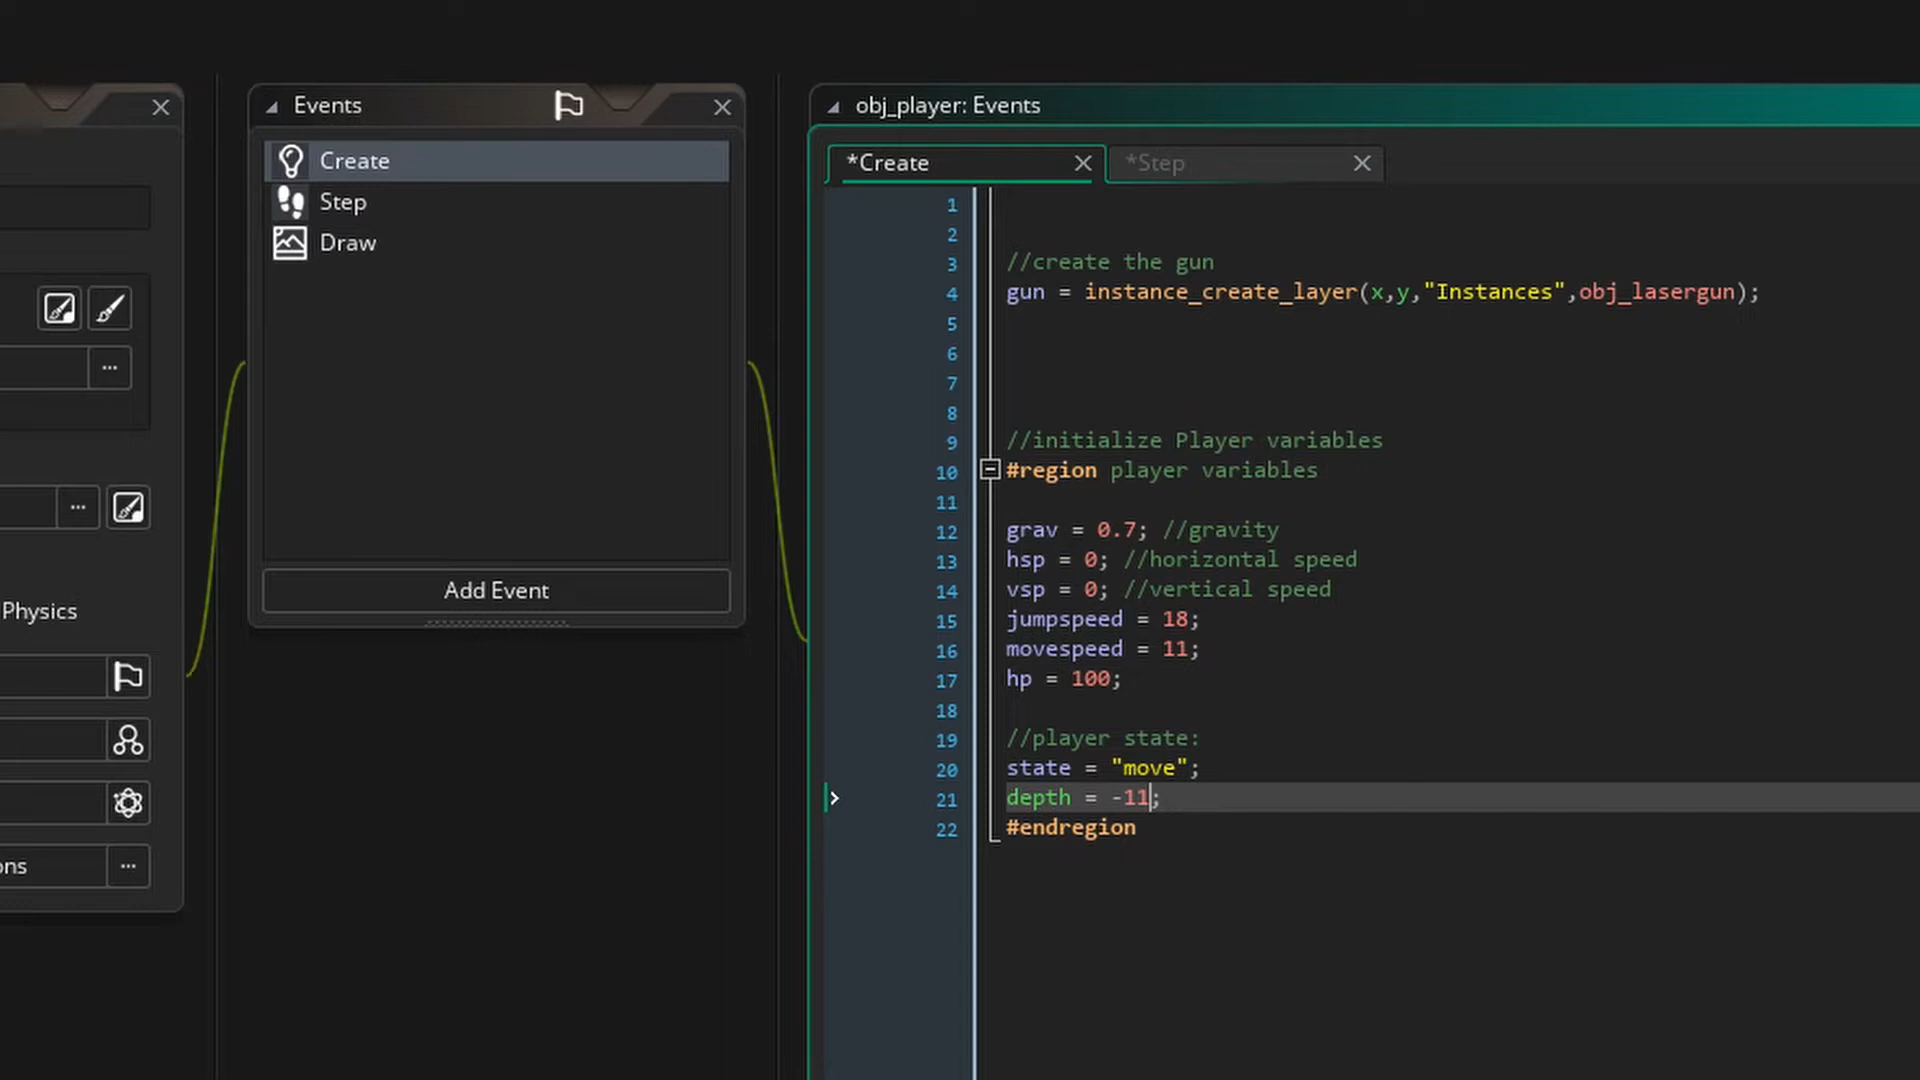 Events
Create
Step
Draw
Add Event
Physics
ons
obj_player: Events
*Create
*Step
1
2
3 //create the gun
4 gun = instance_create_layer(x,y,"Instances",obj_lasergun);
5
6
7
8
9 //initialize Player variables
10 #region player variables
11
12 grav = 0.7; //gravity
13 hsp = 0; //horizontal speed
14 vsp = 0; //vertical speed
15 jumpspeed = 18;
16 movespeed = 11;
17 hp = 100;
18
19 //player state:
20 state = "move";
21 depth = -11;
22 #endregion